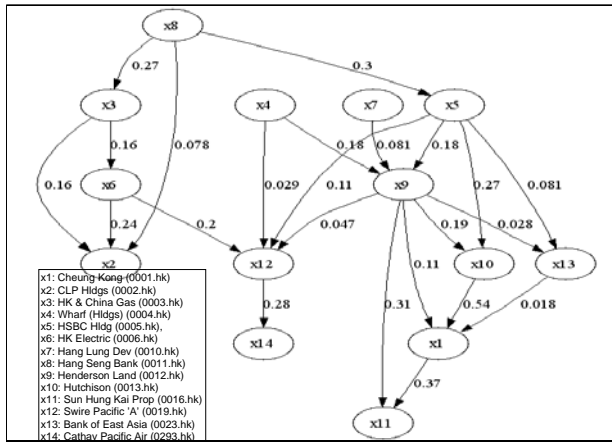 x8
0.27
0.3
x3
x4
x7
x5
0.16
0.078
0.18
0.081
0.18
0.16
x6
0.029
0.11
x9
0.27
0.081
0.24
0.2
0.047
0.19
0.028
x2
x12
0.11
x10
x13
0.31
0.28
0.54
0.018
x14
x1
0.37
x11
x1: Cheung Kong (0001.hk)
x2: CLP Hldgs (0002.hk)
x3: HK & China Gas (0003.hk)
x4: Wharf (Hldgs) (0004.hk)
x5: HSBC Hldg (0005.hk),
x6: HK Electric (0006.hk)
x7: Hang Lung Dev (0010.hk)
x8: Hang Seng Bank (0011.hk)
x9: Henderson Land (0012.hk)
x10: Hutchison (0013.hk)
x11: Sun Hung Kai Prop (0016.hk)
x12: Swire Pacific 'A' (0019.hk)
x13: Bank of East Asia (0023.hk)
x14: Cathay Pacific Air (0293.hk)